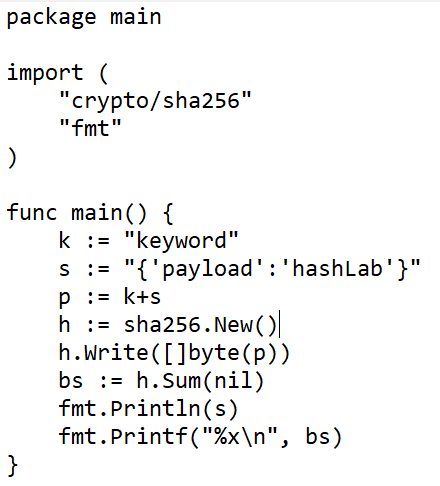 package main

import (
    "crypto/sha256"
    "fmt"
)

func main() {
    k := "keyword"
    s := "{'payload':'hashLab'}"
    p := k+s
    h := sha256.New()
    h.Write([]byte(p))
    bs := h.Sum(nil)
    fmt.Println(s)
    fmt.Printf("%x\n", bs)
}